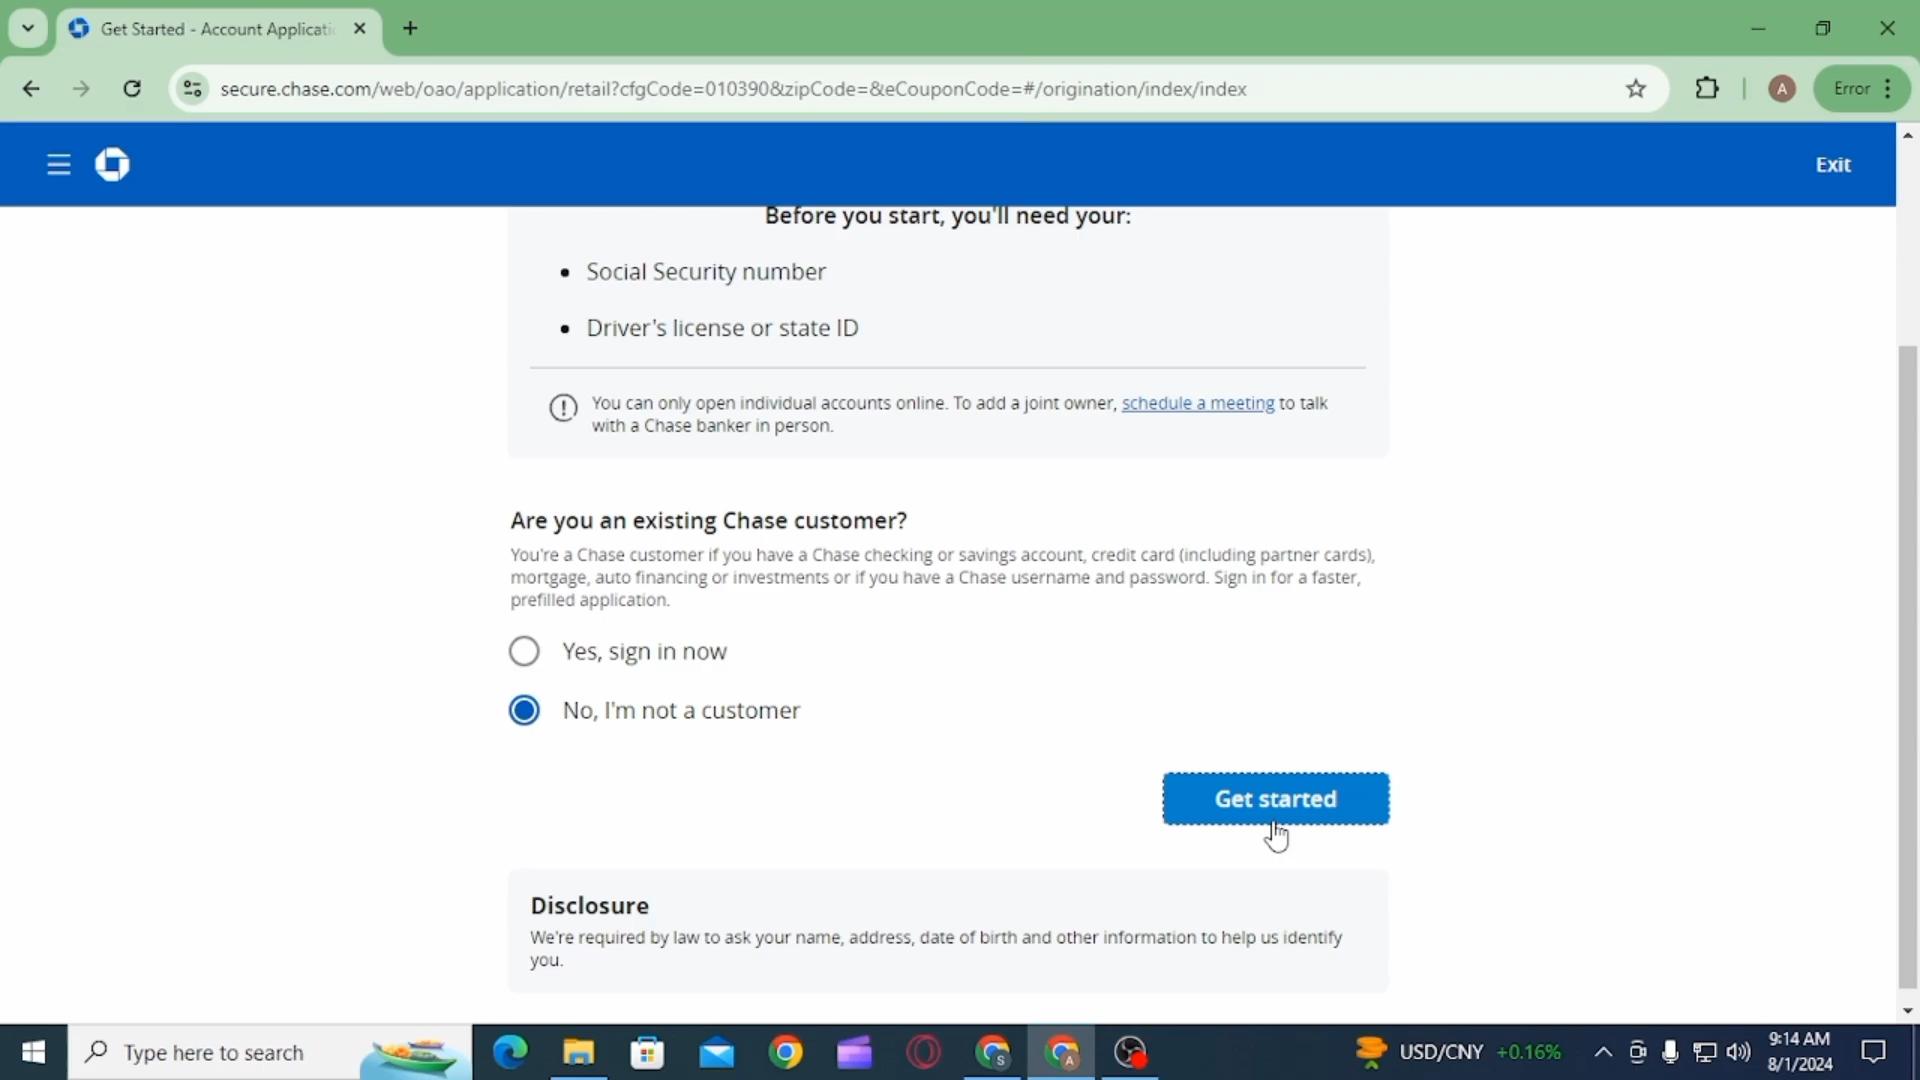 Get Started - Account Applicati
secure.chase.com/web/oao/application/retail?cfgCode=010390&zipCode=&eCouponCode=#/origination/index/index
A
Error
Exit
Before you start, you'll need your:
Social Security number
Driver's license or state ID
You can only open individual accounts online. To add a joint owner, schedule a meeting to talk
with a Chase banker in person.
Are you an existing Chase customer?
You're a Chase customer if you have a Chase checking or savings account, credit card (including partner cards),
mortgage, auto financing or investments or if you have a Chase username and password. Sign in for a faster,
prefilled application.
Yes, sign in now
No, I'm not a customer
Get started
Disclosure
We're required by law to ask your name, address, date of birth and other information to help us identify
you.
Type here to search
S
A
USD/CNY +0.16%
9:14 AM
8/1/2024